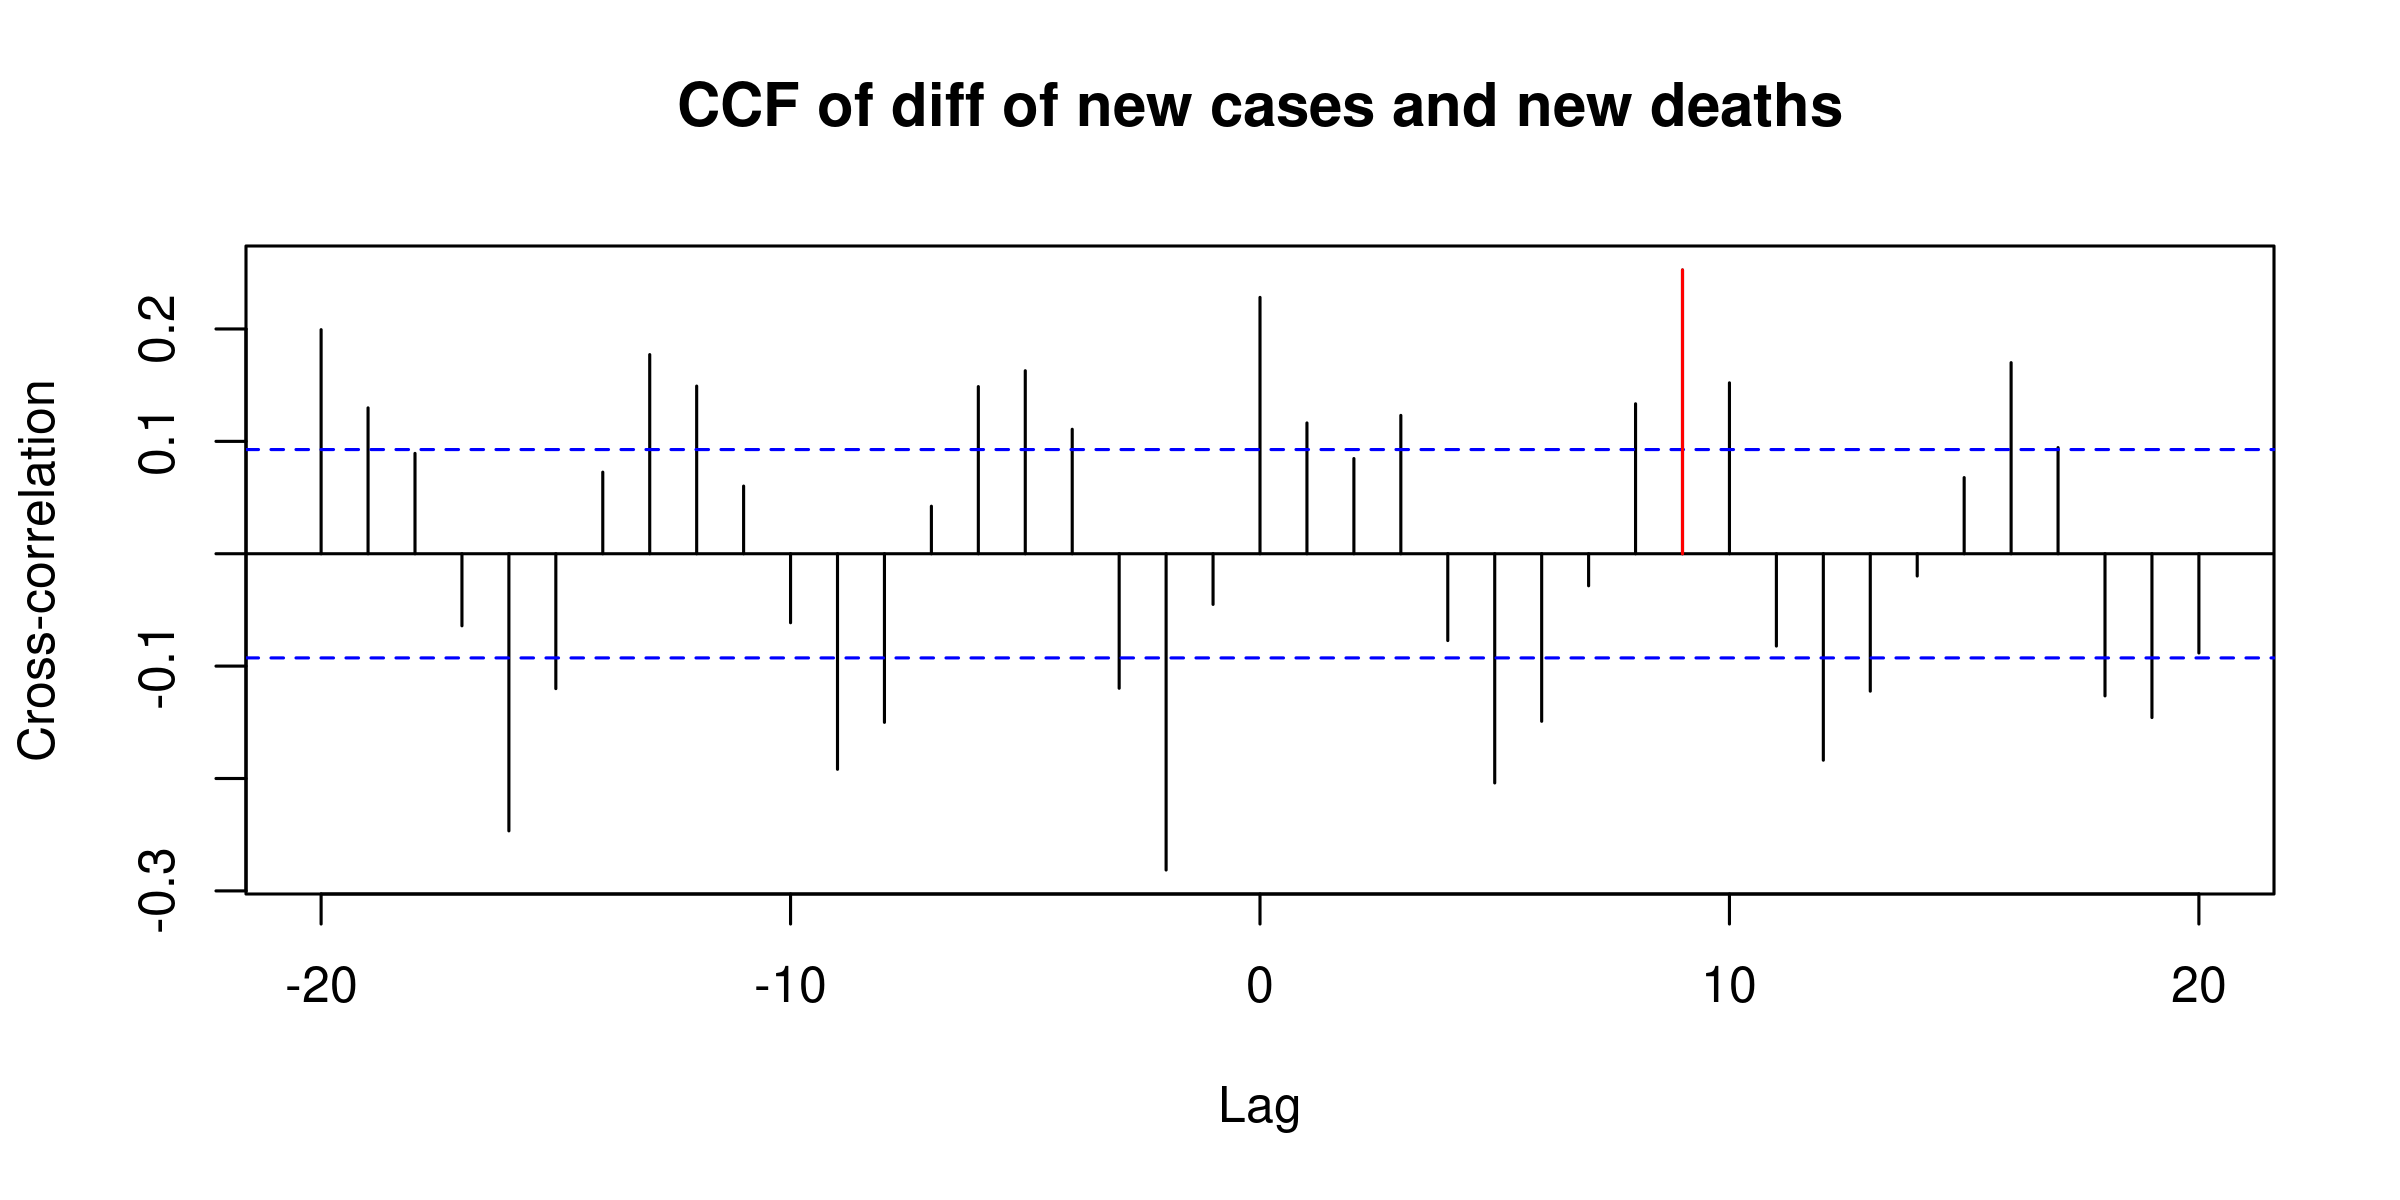 CCF of diff of new cases and new deaths
Cross-correlation
0.2
0.1
-0.1
-0.3
-20 -10 0 10 20
Lag